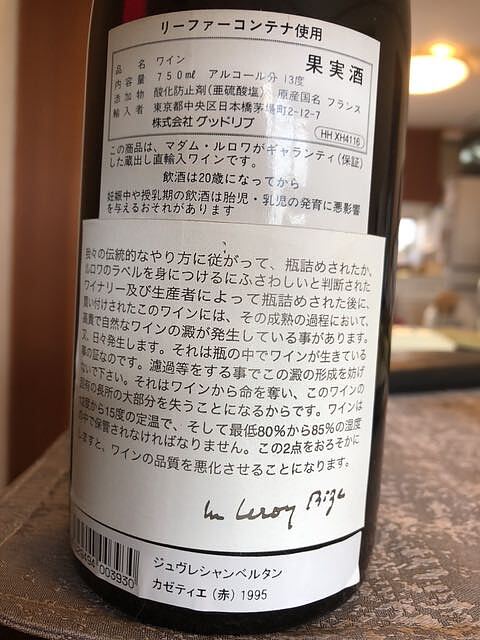 リーファーコンテナ使用
品名 ワイン 果実酒
内容量 750ml アルコール分 13度
添加物 酸化防止剤(亜硫酸塩) 原産国名 フランス
輸入者 東京都中央区日本橋茅場町2-12-7
株式会社 グッドリブ
HH XH4116
この商品は、マダム・ルロワがギャランティ(保証)
した蔵出し直輸入ワインです。
飲酒は20歳になってから
妊娠中や授乳期の飲酒は胎児・乳児の発育に悪影響
を与えるおそれがあります
我々の伝統的なやり方に従がって、瓶詰めされたか、
ルロワのラベルを身につけるにふさわしいと判断された
ワイナリー及び生産者によって瓶詰された後に、
買い付けされたこのワインには、その成熟の過程において、
高貴で自然なワインの澱が発生している事があります。
又、日々発生します。それは瓶の中でワインが生きている
事の証なのです。濾過等をする事でこの澱の形成を妨げ
ないで下さい。それはワインから命を奪い、このワインの
固有の長所の大部分を失うことになるからです。ワインは
12度から15度の定温で、そして最低80%から85%の湿度
の中で保管されなければなりません。この2点をおろそかに
しますと、ワインの品質を悪化させることになります。
Leroy Bize
003930
ジュヴレシャンベルタン
カゼティエ (赤) 1995